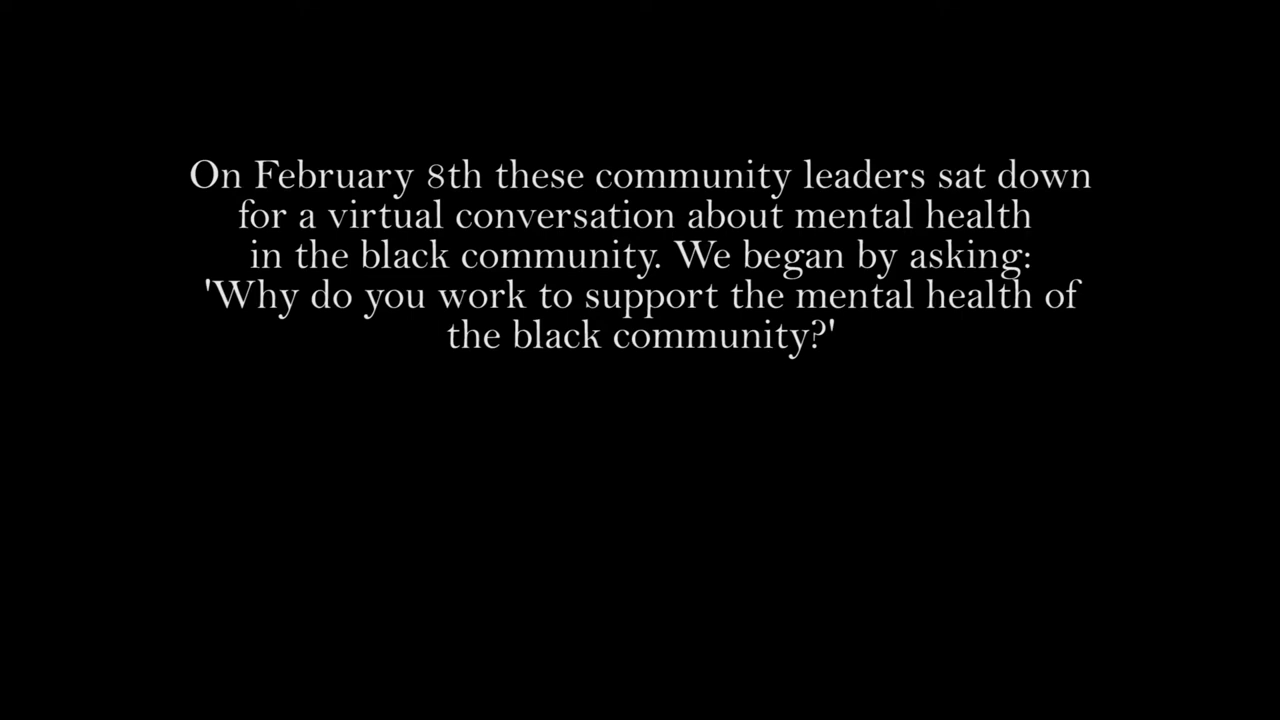 On February 8th these community leaders sat down
for a virtual conversation about mental health
in the black community. We began by asking:
'Why do you work to support the mental health of
the black community?'